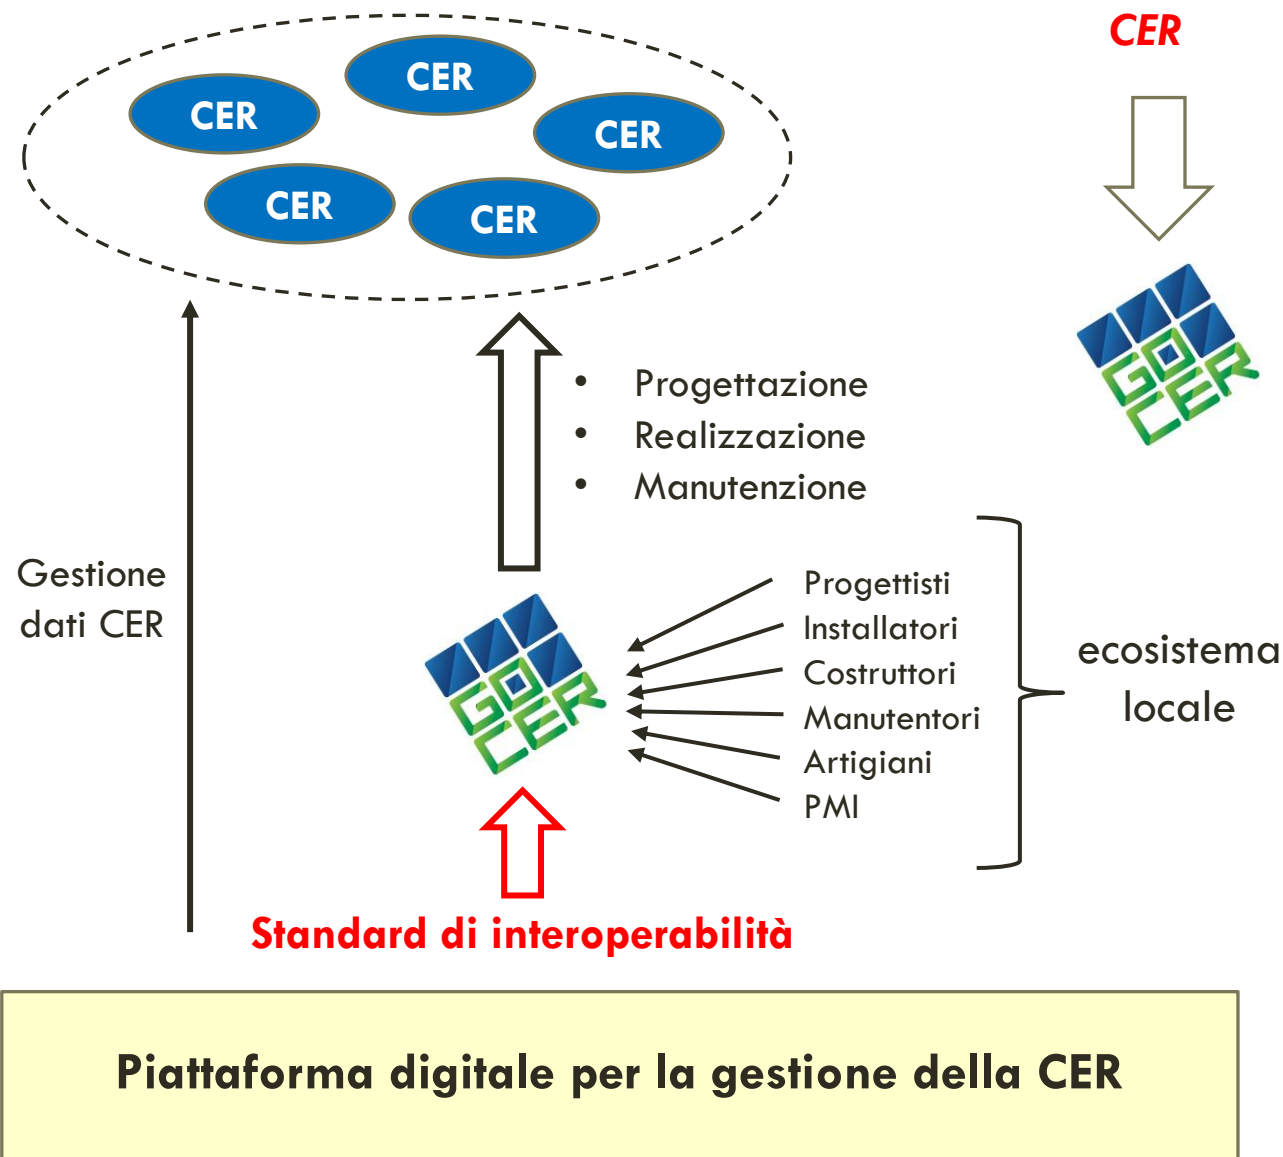 CER
CER
CER
CER
CER
CER
GO
CER
• Progettazione
• Realizzazione
• Manutenzione
Gestione
dati CER
Progettisti
Installatori
Costruttori
Manutentori
Artigiani
PMI
ecosistema
locale
GO
CER
Standard di interoperabilità
Piattaforma digitale per la gestione della CER